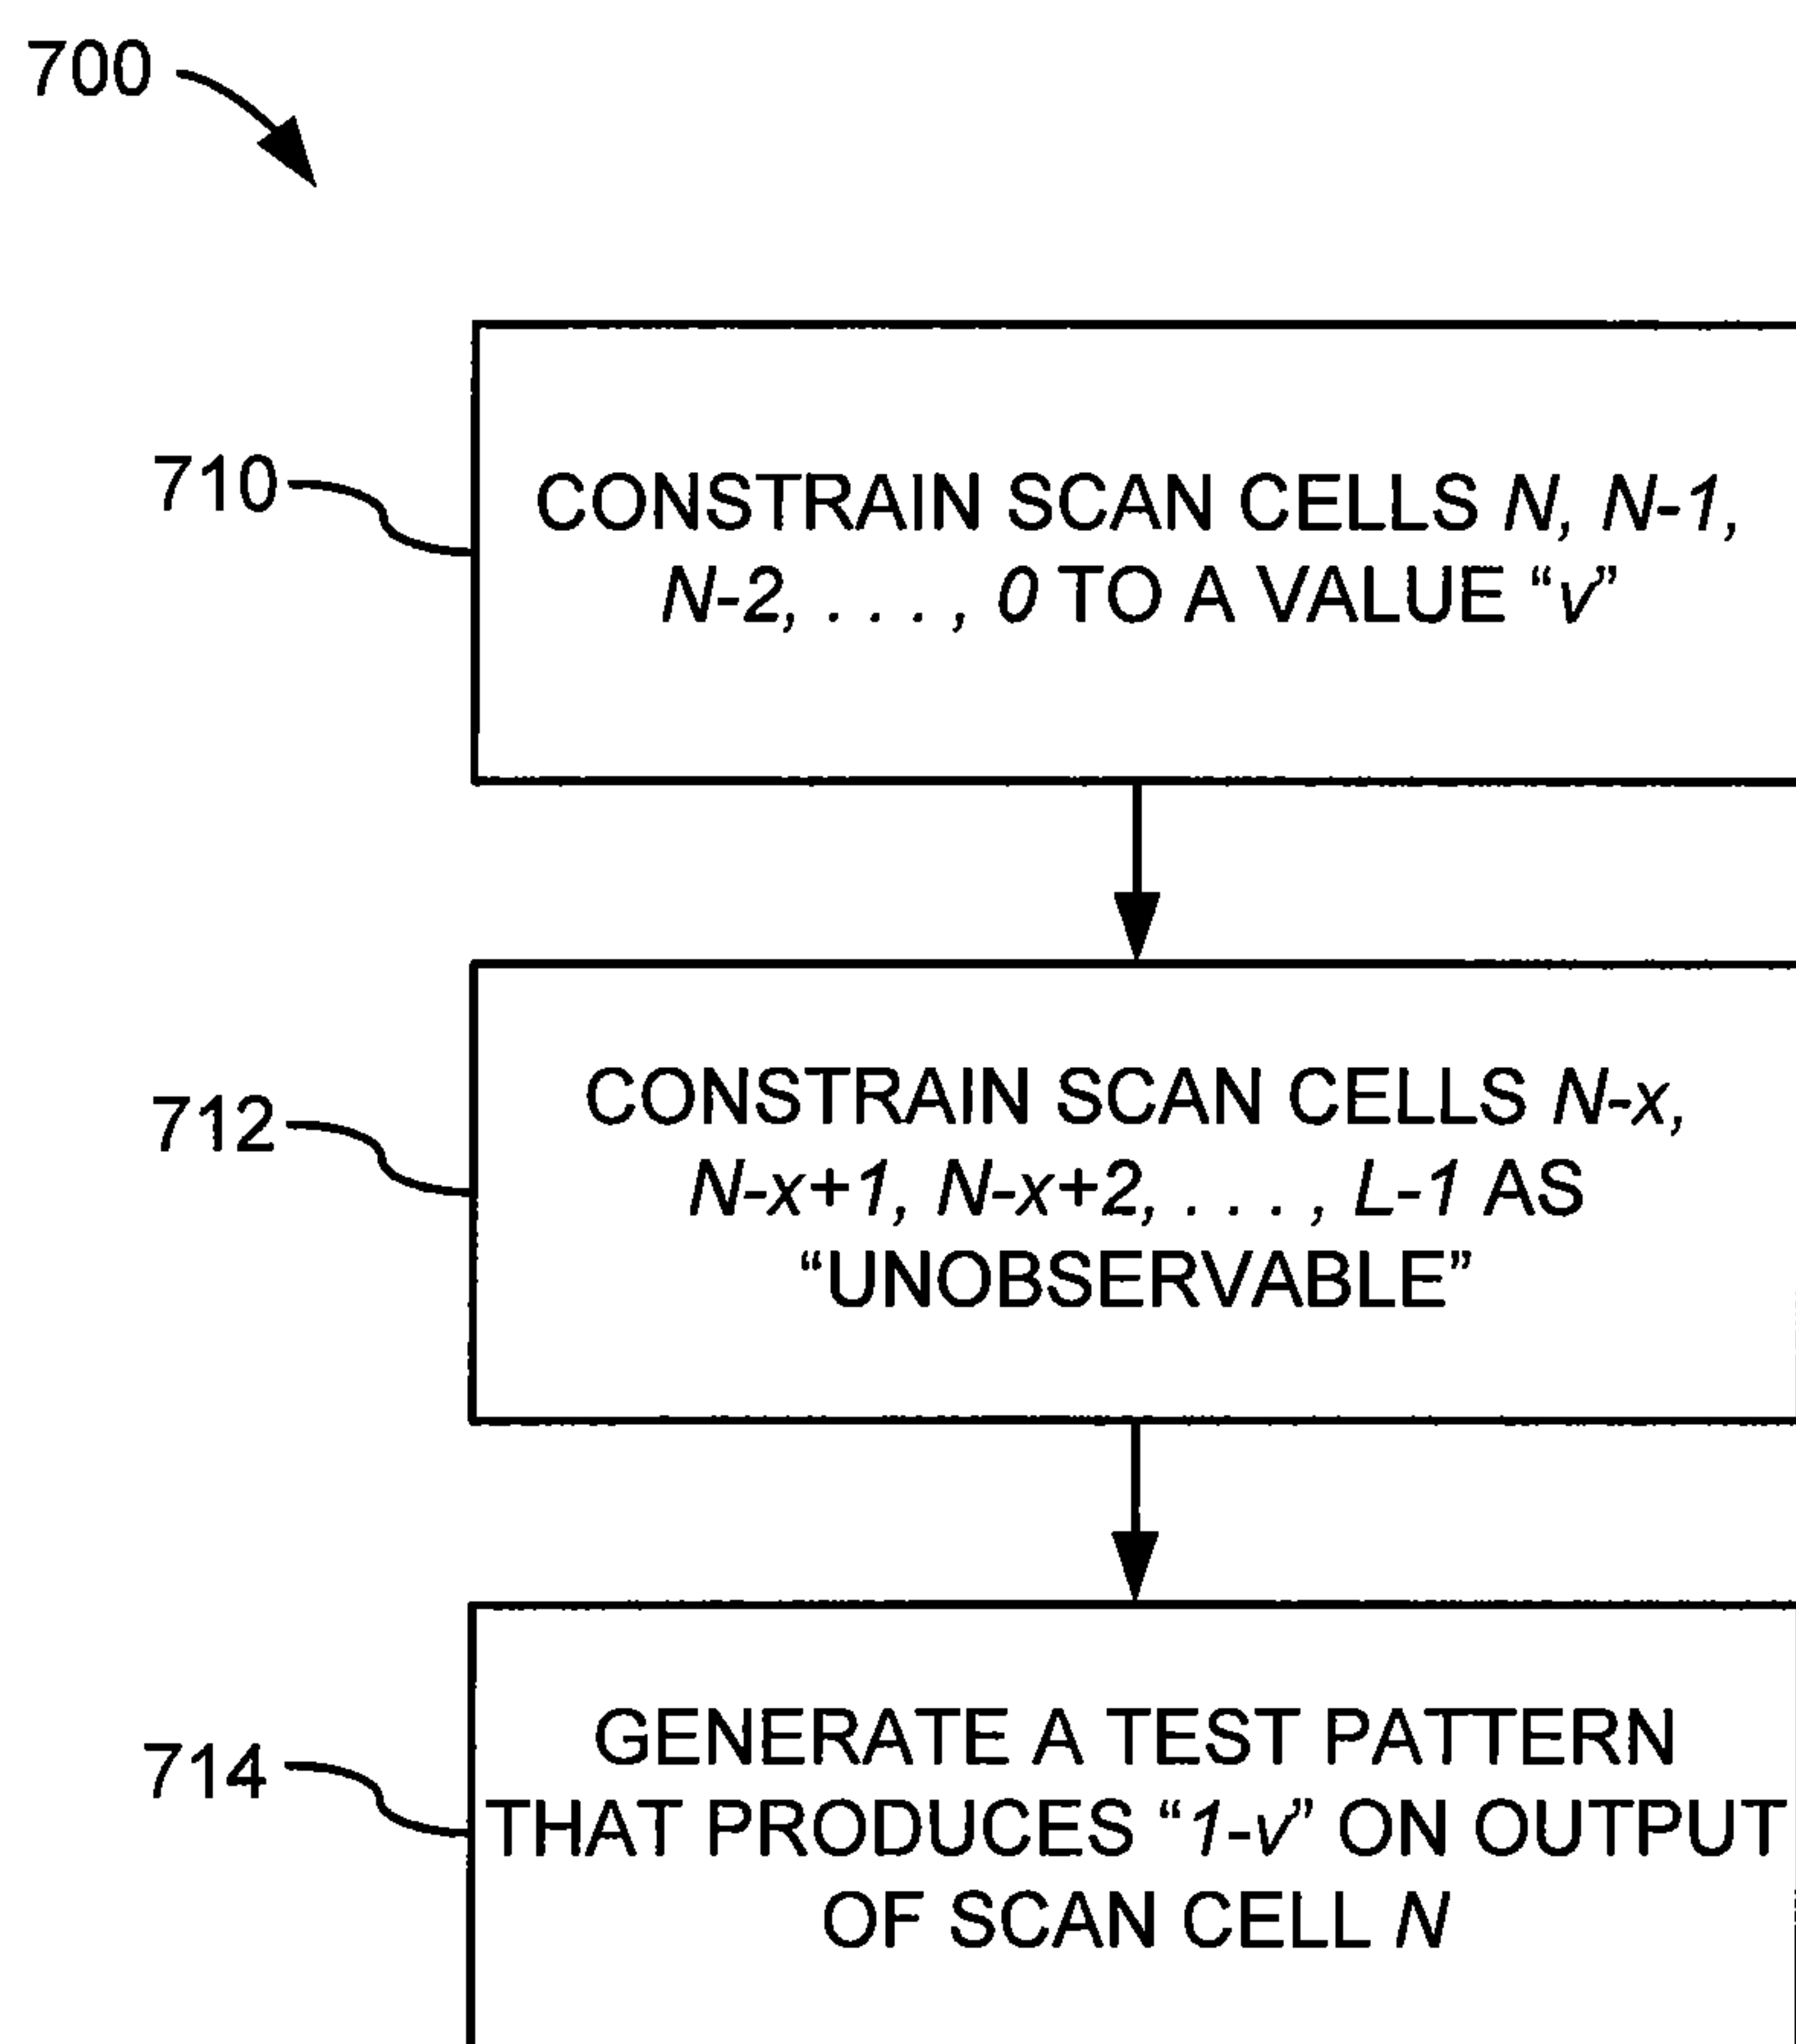 700
710
CONSTRAIN SCAN CELLS N, N-1,
N-2, . . . , 0 TO A VALUE “v”
712
CONSTRAIN SCAN CELLS N-x,
N-x+1, N-x+2, . . . , L-1 AS
“UNOBSERVABLE”
714
GENERATE A TEST PATTERN
THAT PRODUCES “1-v” ON OUTPUT
OF SCAN CELL N